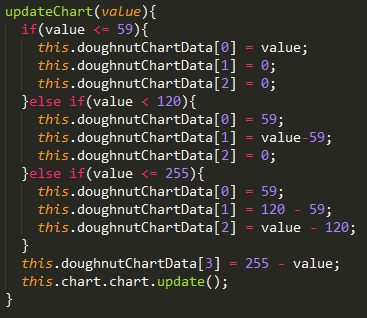 updateChart(value){
  if(value <= 59){
    this.doughnutChartData[0] = value;
    this.doughnutChartData[1] = 0;
    this.doughnutChartData[2] = 0;
  }else if(value < 120){
    this.doughnutChartData[0] = 59;
    this.doughnutChartData[1] = value-59;
    this.doughnutChartData[2] = 0;
  }else if(value <= 255){
    this.doughnutChartData[0] = 59;
    this.doughnutChartData[1] = 120 - 59;
    this.doughnutChartData[2] = value - 120;
  }
  this.doughnutChartData[3] = 255 - value;
  this.chart.chart.update();
}